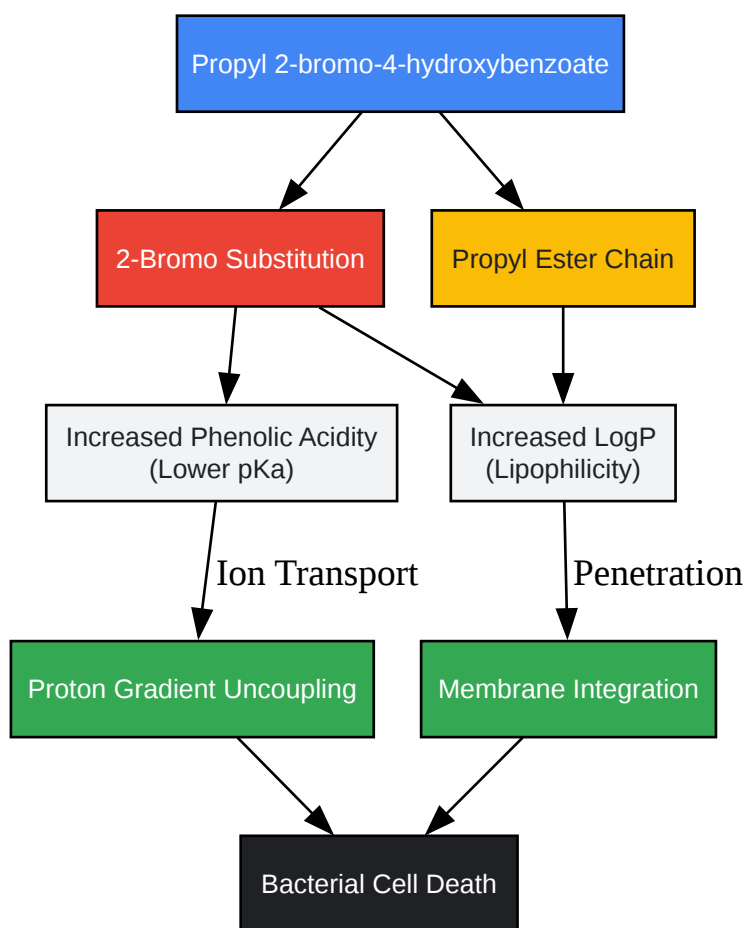 Propyl 2-bromo-4-hydroxybenzoate
2-Bromo Substitution
Propyl Ester Chain
Increased Phenolic Acidity
(Lower pKa)
Increased LogP
(Lipophilicity)
Ion Transport
Penetration
Proton Gradient Uncoupling
Membrane Integration
Bacterial Cell Death